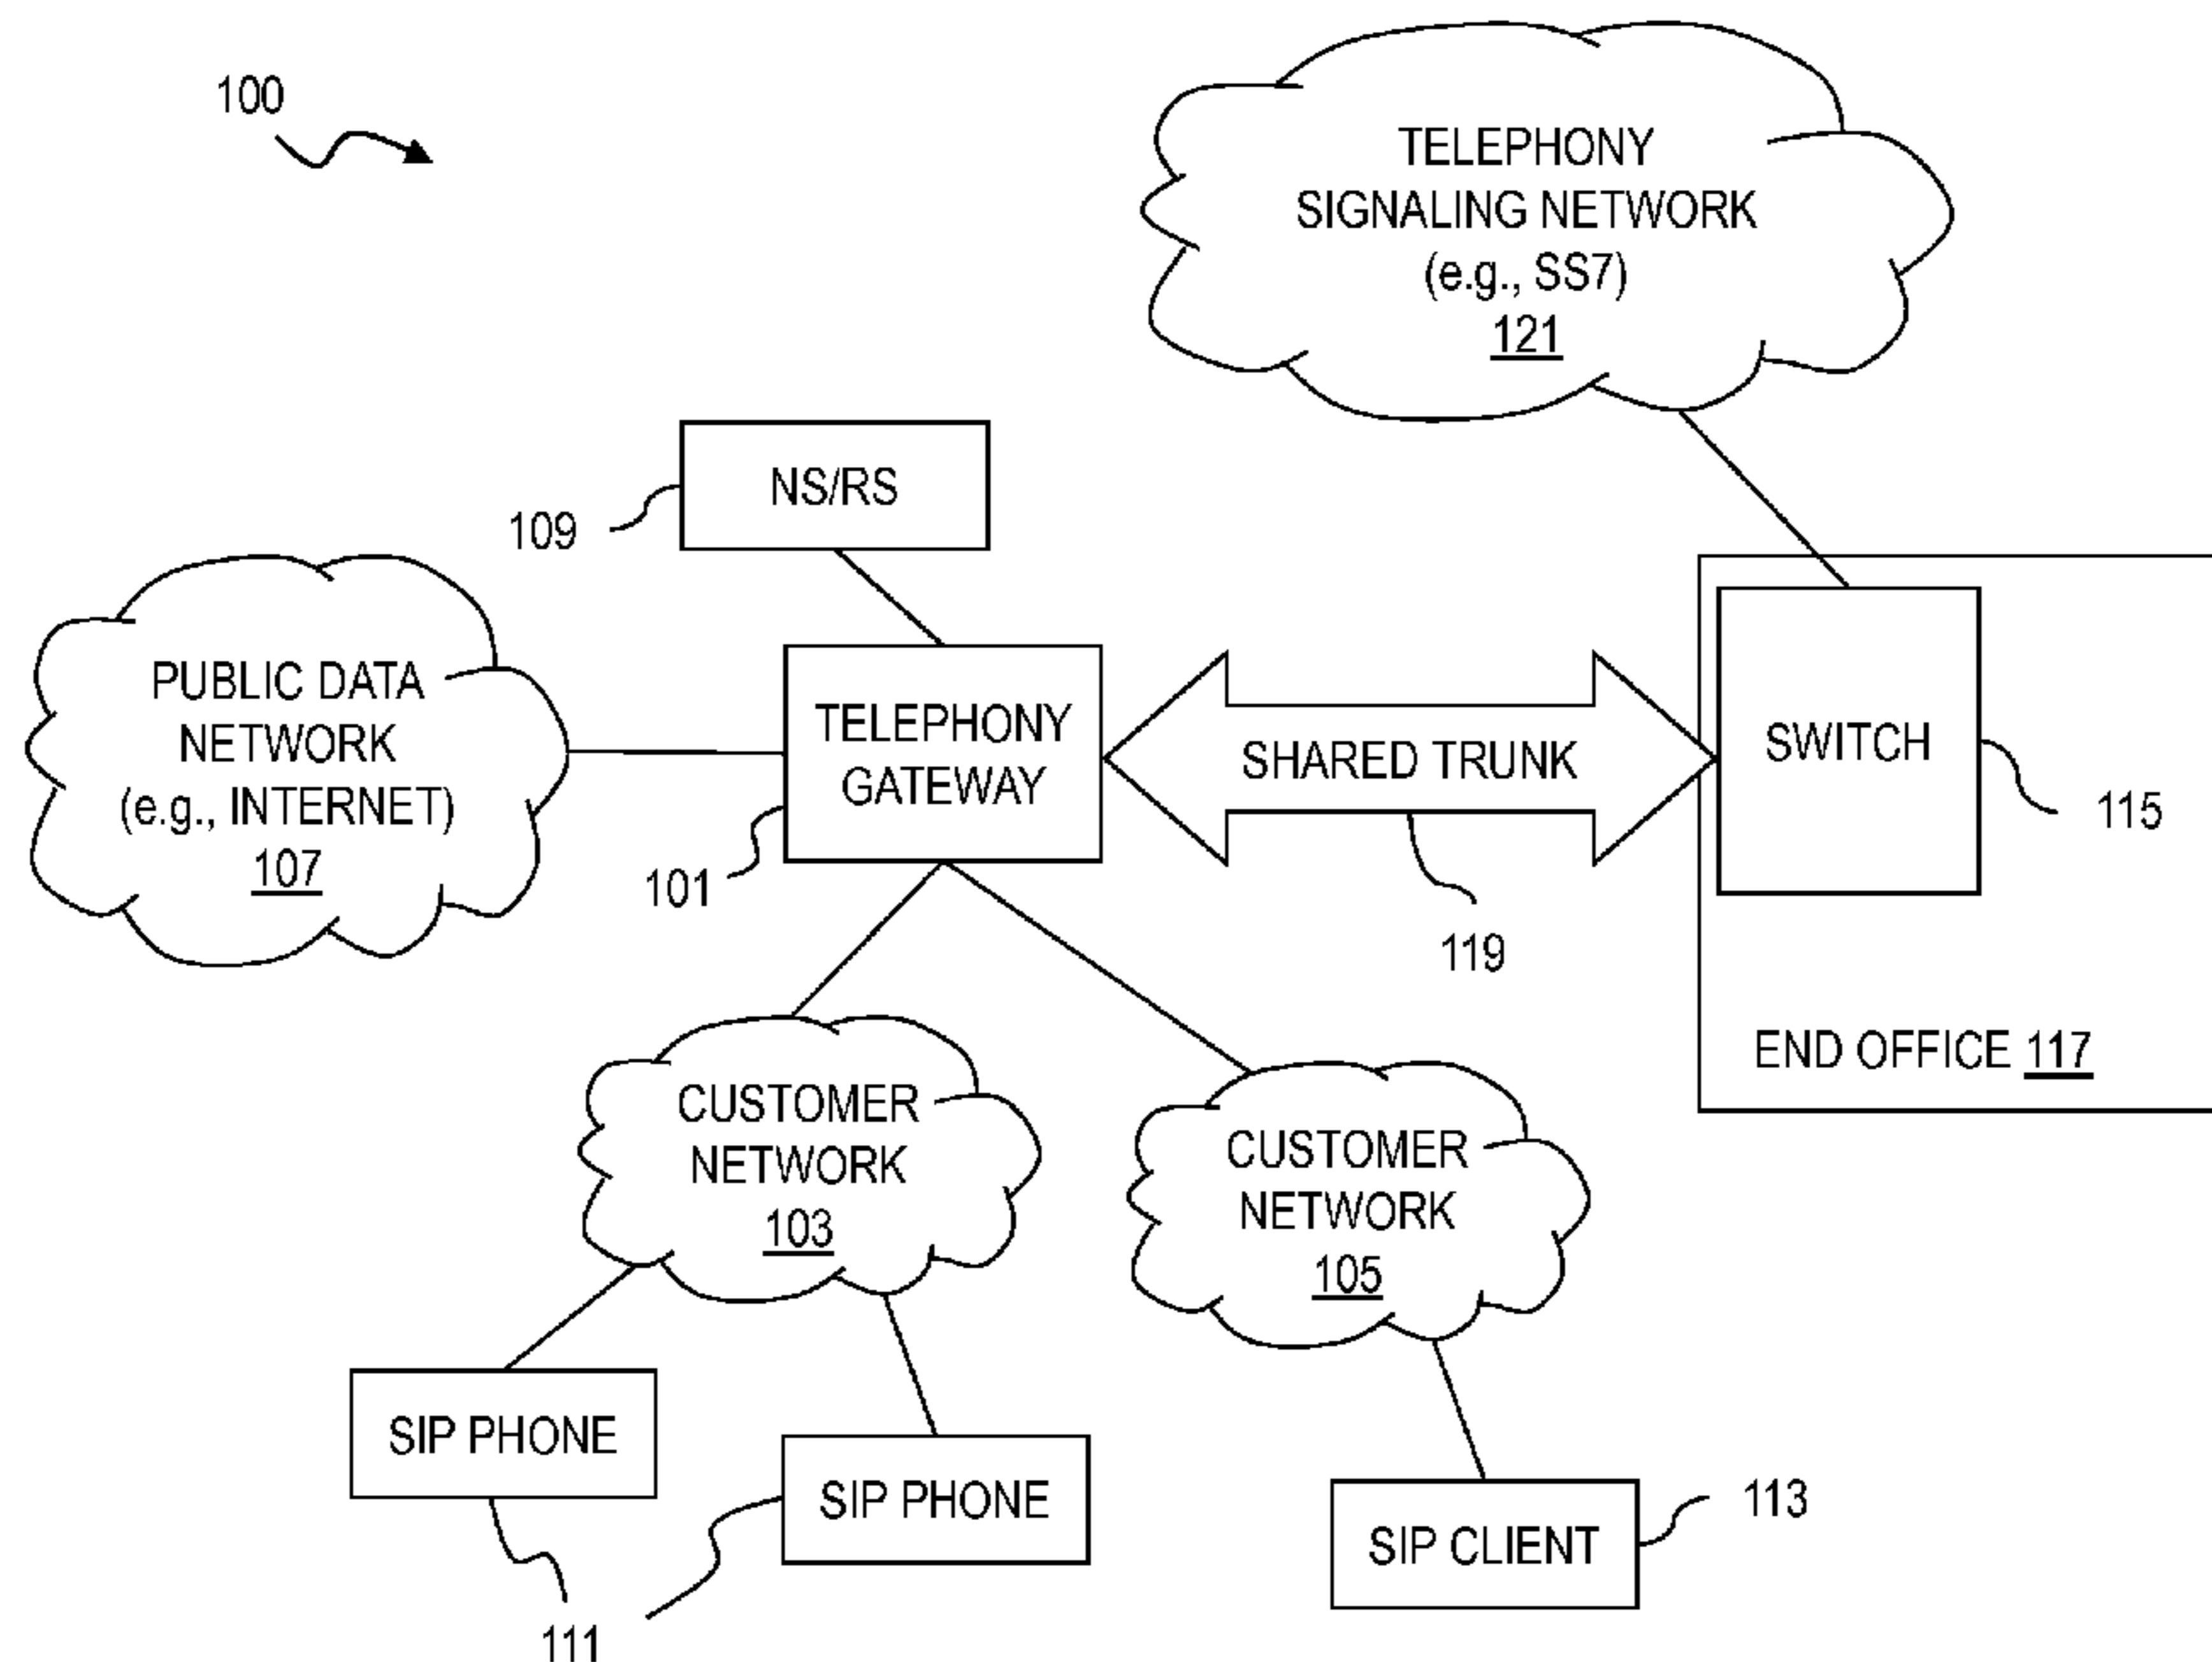 100
TELEPHONY
SIGNALING NETWORK
(e.g., SS7)
121
NS/RS
109
PUBLIC DATA
NETWORK
(e.g., INTERNET)
107
TELEPHONY
GATEWAY
101
SHARED TRUNK
119
SWITCH
115
END OFFICE 117
CUSTOMER
NETWORK
103
CUSTOMER
NETWORK
105
SIP PHONE
SIP PHONE
111
SIP CLIENT
113